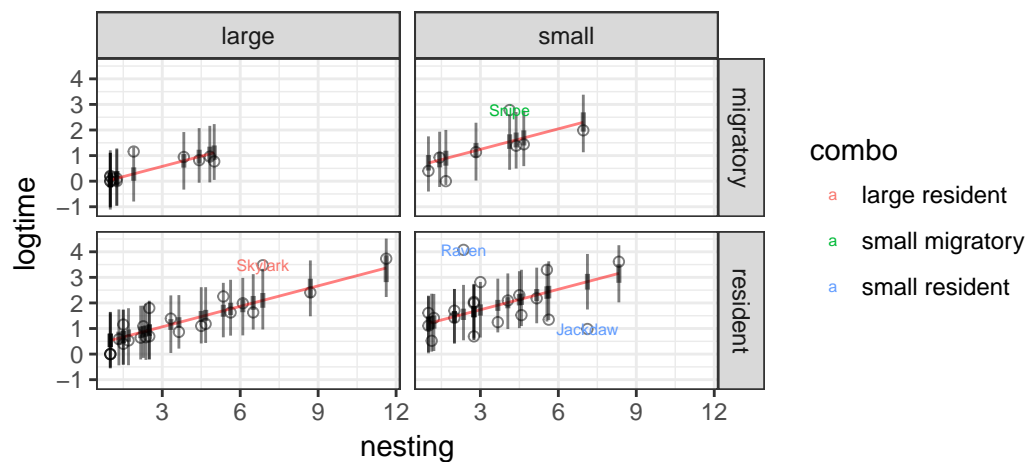 large small
4
3
2
1
0
−1
Snipe
migratory
logtime
4
3
2
1
0
−1
Skylark
Raven
Jackdaw
resident
3 6 9 12 3 6 9 12
nesting
combo
a large resident
a small migratory
a small resident